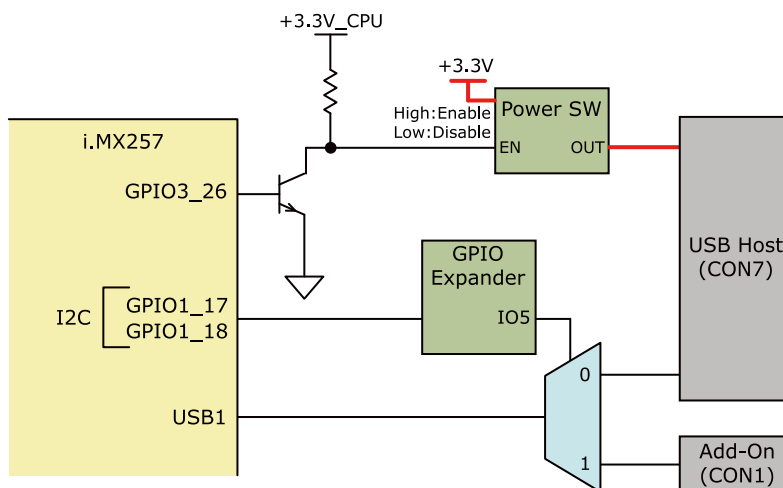 +3.3V_CPU
+3.3V
High:Enable
Low:Disable
Power SW
EN
OUT
i.MX257
GPIO3_26
USB Host
(CON7)
GPIO
Expander
IO5
I2C
GPIO1_17
GPIO1_18
0
USB1
1
Add-On
(CON1)